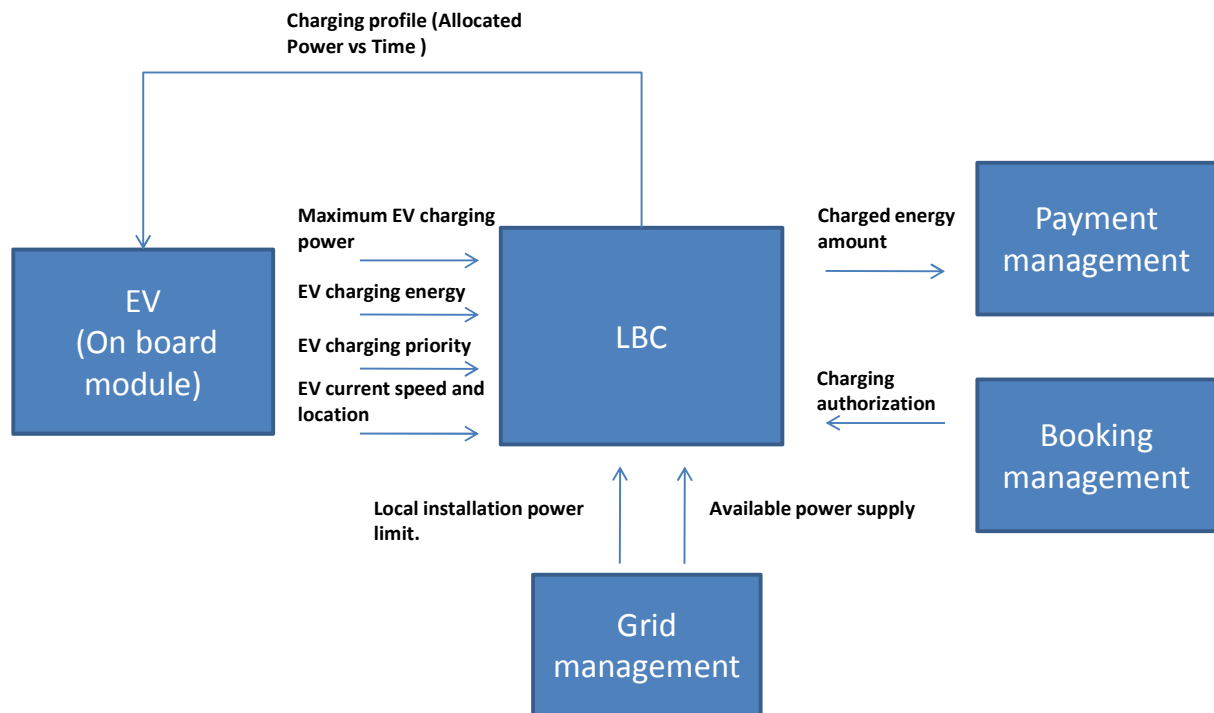 Charging profile (Allocated
Power vs Time )
Maximum EV charging
power
EV charging energy
EV charging priority
EV current speed and
location
EV
(On board
module)
LBC
Charged energy
amount
Payment
management
Charging
authorization
Booking
management
Local installation power
limit.
Available power supply
Grid
management